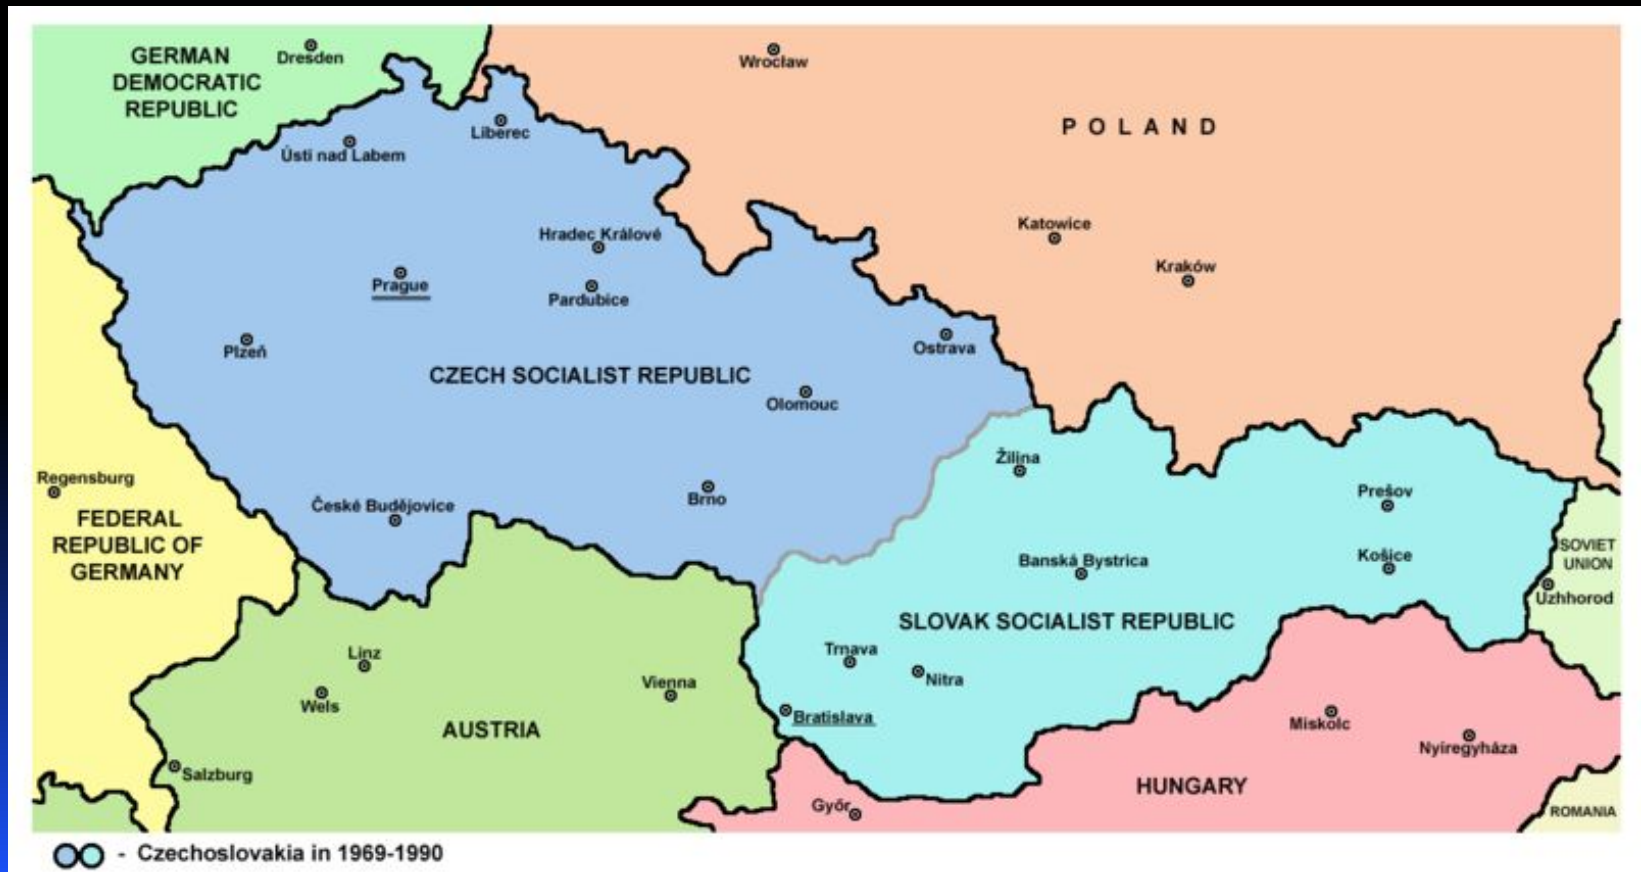 GERMAN
DEMOCRATIC
REPUBLIC
Dresden
Wrocław
POLAND
Liberec
Ústi nad Labem
Katowice
Hradec Králové
Kraków
Prague
Pardubice
Ostrava
Plzeň
CZECH SOCIALIST REPUBLIC
Olomouc
Žilina
Regensburg
Brno
Prešov
České Budějovice
FEDERAL
REPUBLIC OF
GERMANY
SOVIET
UNION
Košice
Banská Bystrica
Uzhhorod
SLOVAK SOCIALIST REPUBLIC
Linz
Trnava
Nitra
Vienna
Wels
Bratislava
AUSTRIA
Miskolc
Nyíregyháza
Salzburg
HUNGARY
Győr
ROMANIA
- Czechoslovakia in 1969-1990